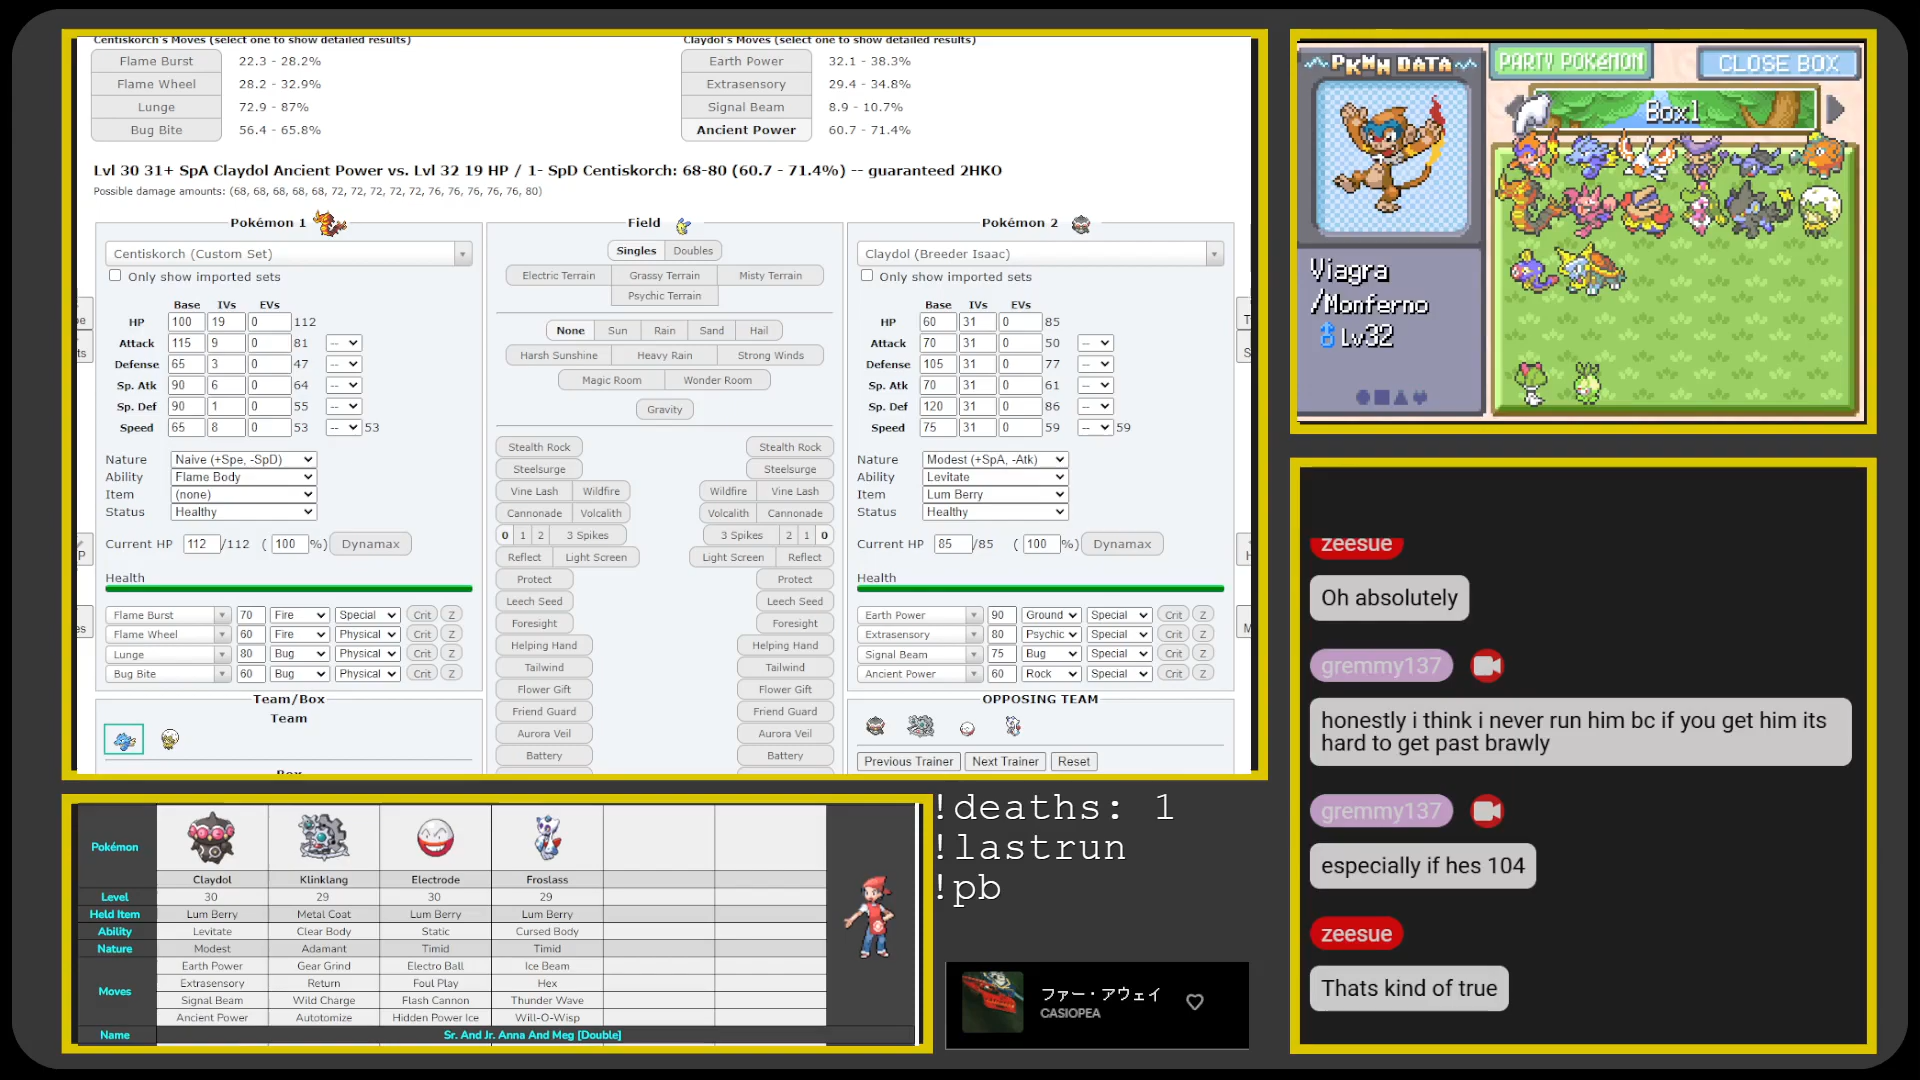 Centiskorch's Moves (select one to show detailed results)
Flame Burst 22.3 - 28.2%
Flame Wheel 28.2 - 32.9%
Lunge 72.9 - 87%
Bug Bite 56.4 - 65.8%
Claydol's Moves (select one to show detailed results)
Earth Power 32.1 - 38.3%
Extrasensory 29.4 - 34.8%
Signal Beam 8.9 - 10.7%
Ancient Power 60.7 - 71.4%
Lvl 30 31+ SpA Claydol Ancient Power vs. Lvl 32 19 HP / 1- SpD Centiskorch: 68-80 (60.7 - 71.4%) -- guaranteed 2HKO
Possible damage amounts: (68, 68, 68, 68, 68, 72, 72, 72, 72, 72, 76, 76, 76, 76, 76, 80)
Pokémon 1
Centiskorch (Custom Set)
Only show imported sets
Base IVs EVs
HP 100 19 0 112
Attack 115 9 0 81 --
Defense 65 3 0 47 --
Sp. Atk 90 6 0 64 --
Sp. Def 90 1 0 55 --
Speed 65 8 0 53 -- 53
Nature Naive (+Spe, -SpD)
Ability Flame Body
Item (none)
Status Healthy
Current HP 112 /112 ( 100 %) Dynamax
Health
Flame Burst 70 Fire Special Crit Z
Flame Wheel 60 Fire Physical Crit Z
Lunge 80 Bug Physical Crit Z
Bug Bite 60 Bug Physical Crit Z
Team/Box
Team
Field
Singles Doubles
Electric Terrain Grassy Terrain Misty Terrain
Psychic Terrain
None Sun Rain Sand Hail
Harsh Sunshine Heavy Rain Strong Winds
Magic Room Wonder Room
Gravity
Stealth Rock Stealth Rock
Steelsurge Steelsurge
Vine Lash Wildfire Wildfire Vine Lash
Cannonade Volcalith Volcalith Cannonade
0 1 2 3 Spikes 3 Spikes 2 1 0
Reflect Light Screen Light Screen Reflect
Protect Protect
Leech Seed Leech Seed
Foresight Foresight
Helping Hand Helping Hand
Tailwind Tailwind
Flower Gift Flower Gift
Friend Guard Friend Guard
Aurora Veil Aurora Veil
Battery Battery
Pokémon 2
Claydol (Breeder Isaac)
Only show imported sets
Base IVs EVs
HP 60 31 0 85
Attack 70 31 0 50 --
Defense 105 31 0 77 --
Sp. Atk 70 31 0 61 --
Sp. Def 120 31 0 86 --
Speed 75 31 0 59 -- 59
Nature Modest (+SpA, -Atk)
Ability Levitate
Item Lum Berry
Status Healthy
Current HP 85 /85 ( 100 %) Dynamax
Health
Earth Power 90 Ground Special Crit Z
Extrasensory 80 Psychic Special Crit Z
Signal Beam 75 Bug Special Crit Z
Ancient Power 60 Rock Special Crit Z
OPPOSING TEAM
Previous Trainer Next Trainer Reset
PKMN DATA
PARTY POKéMON
CLOSE BOX
Box1
Viagra
/Monferno
♂ Lv32
zeesue
Oh absolutely
gremmy137
honestly i think i never run him bc if you get him its
hard to get past brawly
gremmy137
especially if hes 104
zeesue
Thats kind of true
Pokémon
Claydol Klinklang Electrode Froslass
Level 30 29 30 29
Held Item Lum Berry Metal Coat Lum Berry Lum Berry
Ability Levitate Clear Body Static Cursed Body
Nature Modest Adamant Timid Timid
Moves
Earth Power Gear Grind Electro Ball Ice Beam
Extrasensory Return Foul Play Hex
Signal Beam Wild Charge Flash Cannon Thunder Wave
Ancient Power Autotomize Hidden Power Ice Will-O-Wisp
Name Sr. And Jr. Anna And Meg [Double]
!deaths: 1
!lastrun
!pb
ファー・アウェイ
CASIOPEA